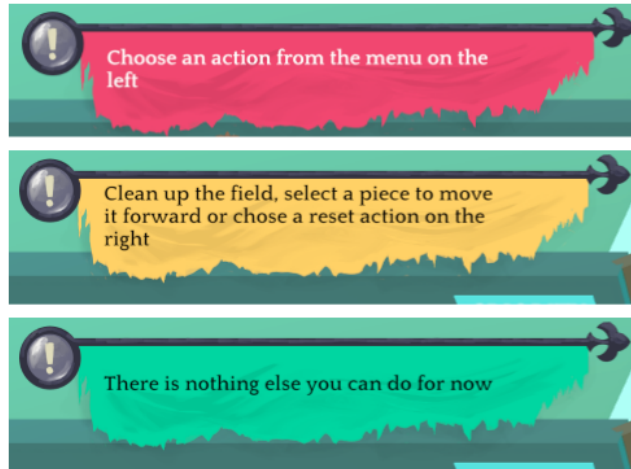 Choose an action from the menu on the
left
Clean up the field, select a piece to move
it forward or chose a reset action on the
right
There is nothing else you can do for now